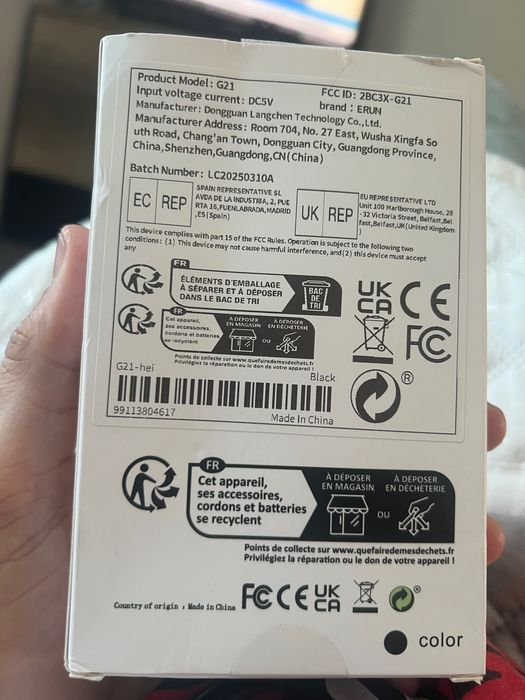 Product Model: G21
FCC ID: 2BC3X-G21
Input voltage current: DC5V
brand: ERUN
Manufacturer: Dongguan Langchen Technology Co.,Ltd.
Manufacturer Address: Room 704, No. 27 East, Wusha Xingfa So
uth Road, Chang'an Town, Dongguan City, Guangdong Province,
China,Shenzhen,Guangdong,CN(China)
Batch Number: LC20250310A
EC REP
SPAIN REPRESENTATIVE SL
AVDA DE LA INDUSTRIA, 2, PUE
RTA 16,FUENLABRADA, MADRID
,ES(Spain)
UK REP
EU REPRESENTATIVE LTD
Unit 100 Marlborough House, 28
-32 Victoria Street, Belfast,Bel
fast,Belfast,UK(United Kingdom
)
This device complies with part 15 of the FCC Rules. Operation is subject to the following two
conditions: (1) This device may not cause harmful interference, and(2) this device must accept
any
FR
ÉLÉMENTS D'EMBALLAGE
À SÉPARER ET À DÉPOSER
DANS LE BAC DE TRI
BAC
DE
TRI
UK
CA
CE
FR
Cet appareil,
ses accessoires,
cordons et batteries
se recyclent
À DÉPOSER
EN MAGASIN
OU
À DÉPOSER
EN DÉCHÈTERIE
FC
Points de collecte sur www.quefairedemesdechets.fr
Privilégiez la réparation ou le don de votre appareil !
G21-hei
Black
®
99113804617
Made In China
FR
Cet appareil,
ses accessoires,
cordons et batteries
se recyclent
À DÉPOSER
EN MAGASIN
OU
À DÉPOSER
EN DÉCHÈTERIE
Points de collecte sur www.quefairedemesdechets.fr
Privilégiez la réparation ou le don de votre appareil !
Country of origin : Made in China
FC CE UK
CA
®
color